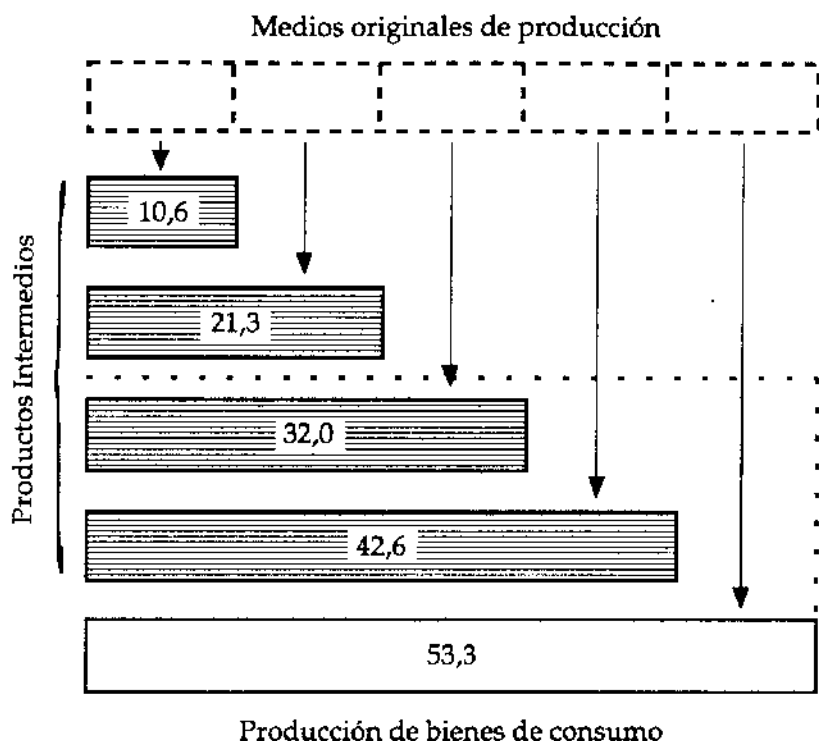 Medios originales de producción
Productos Intermedios
10,6
21,3
32,0
42,6
53,3
Producción de bienes de consumo